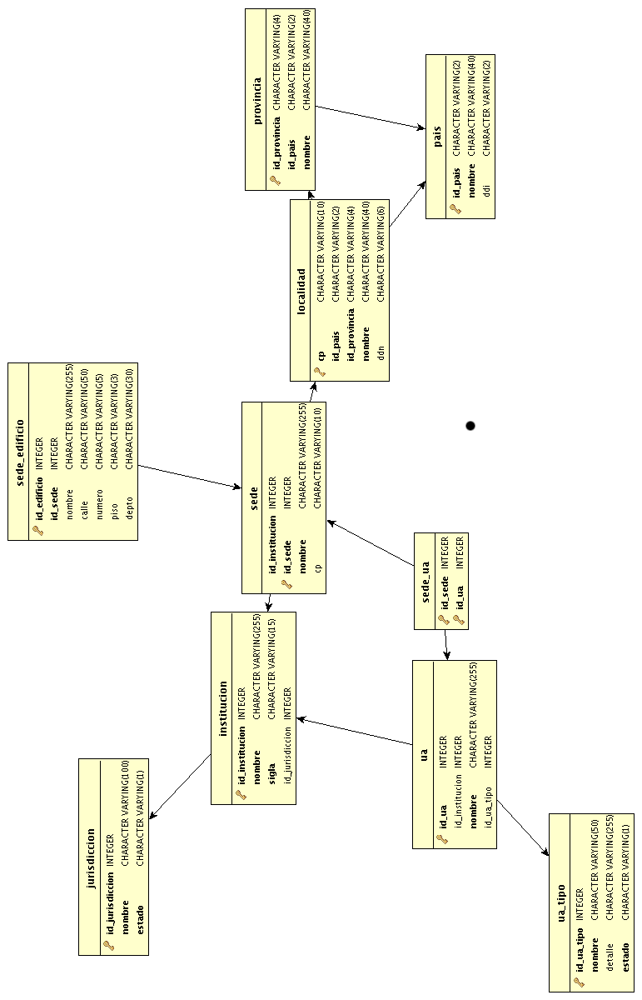 provincia
id_provincia CHARACTER VARYING(4)
id_pais CHARACTER VARYING(2)
nombre CHARACTER VARYING(40)
pais
id_pais CHARACTER VARYING(2)
nombre CHARACTER VARYING(40)
ddi CHARACTER VARYING(2)
localidad
cp CHARACTER VARYING(10)
id_pais CHARACTER VARYING(2)
id_provincia CHARACTER VARYING(4)
nombre CHARACTER VARYING(40)
ddn CHARACTER VARYING(6)
sede_edificio
id_edificio INTEGER
id_sede INTEGER
nombre CHARACTER VARYING(255)
calle CHARACTER VARYING(50)
numero CHARACTER VARYING(5)
piso CHARACTER VARYING(3)
depto CHARACTER VARYING(30)
sede
id_institucion INTEGER
id_sede INTEGER
nombre CHARACTER VARYING(255)
cp CHARACTER VARYING(10)
sede_ua
id_sede INTEGER
id_ua INTEGER
institucion
id_institucion INTEGER
nombre CHARACTER VARYING(255)
sigla CHARACTER VARYING(15)
id_jurisdiccion INTEGER
ua
id_ua INTEGER
id_institucion INTEGER
nombre CHARACTER VARYING(255)
id_ua_tipo INTEGER
jurisdiccion
id_jurisdiccion INTEGER
nombre CHARACTER VARYING(100)
estado CHARACTER VARYING(1)
ua_tipo
id_ua_tipo INTEGER
nombre CHARACTER VARYING(50)
detalle CHARACTER VARYING(255)
estado CHARACTER VARYING(1)